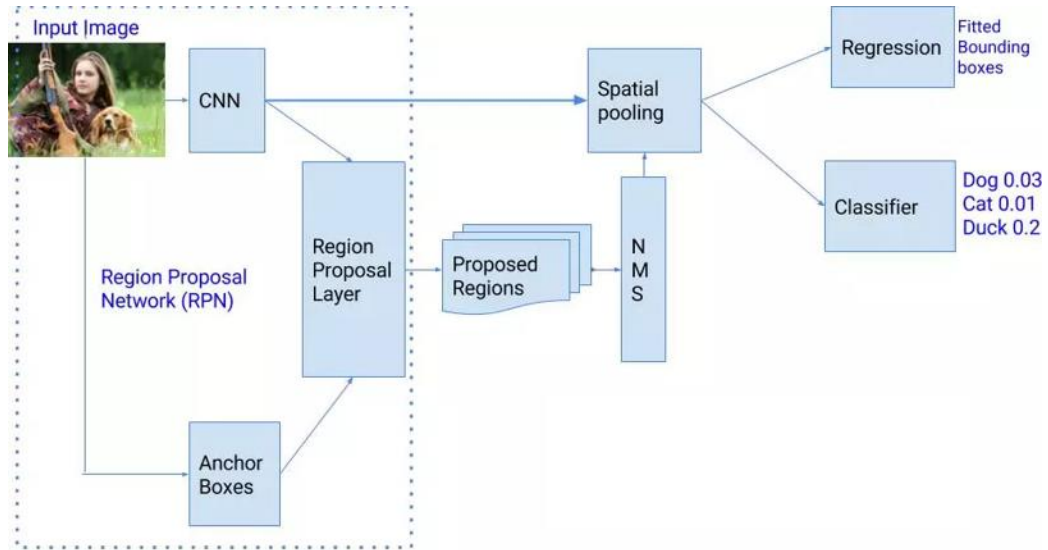 Input Image
CNN
Region Proposal
Network (RPN)
Anchor
Boxes
Region
Proposal
Layer
Proposed
Regions
N
M
S
Spatial
pooling
Regression
Fitted
Bounding
boxes
Classifier
Dog 0.03
Cat 0.01
Duck 0.2